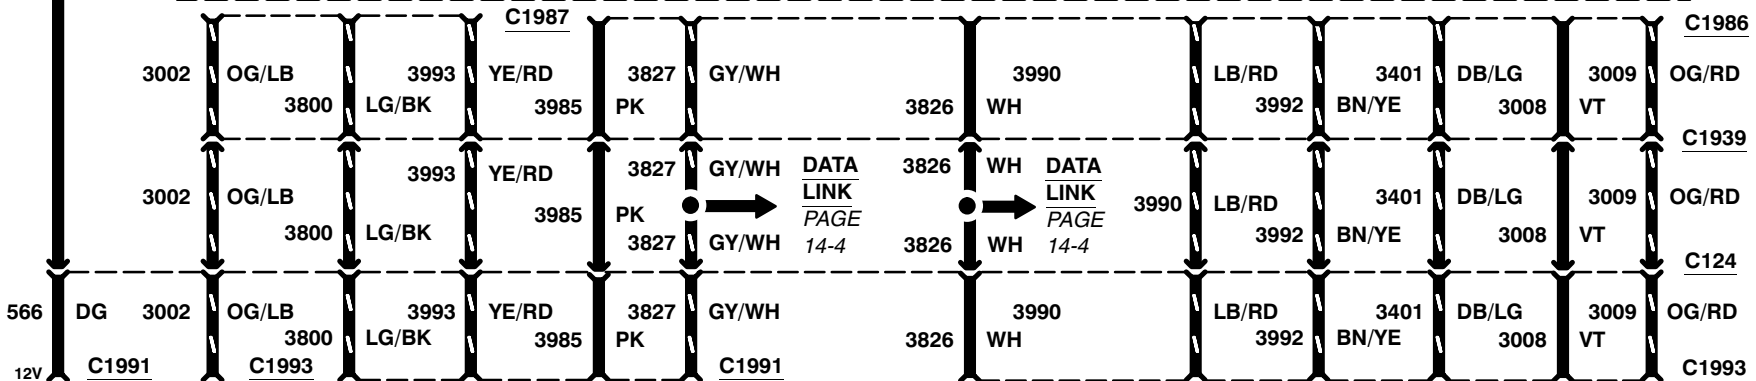 C1987
C1986
3002 OG/LB 3993 YE/RD 3827 GY/WH 3990 LB/RD 3401 DB/LG 3009 OG/RD
3800 LG/BK 3985 PK 3826 WH 3992 BN/YE 3008 VT
C1939
3827 GY/WH DATA 3826 WH DATA
3993 YE/RD
LINK LINK
3002 OG/LB 3401 DB/LG 3009 OG/RD
3990 LB/RD
3985 PK PAGE PAGE
3800 LG/BK 3992 BN/YE 3008 VT
3827 GY/WH 14-4 3826 WH 14-4
C124
566 DG 3002 OG/LB 3993 YE/RD 3827 GY/WH 3990 LB/RD 3401 DB/LG 3009 OG/RD
3800 LG/BK 3985 PK 3826 WH 3992 BN/YE 3008 VT
12V C1991 C1993 C1991 C1993